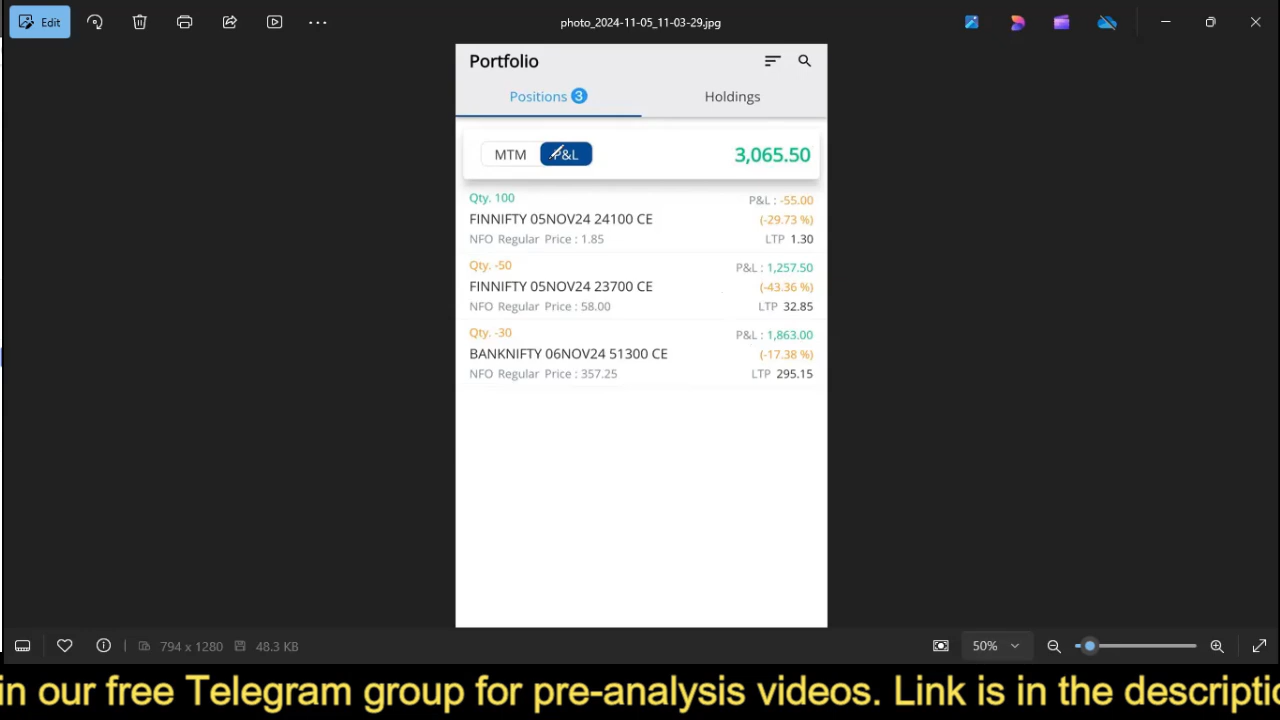 Edit
photo_2024-11-05_11-03-29.jpg
Portfolio
Positions 3
Holdings
MTM P&L 3,065.50
Qty. 100 P&L : -55.00
FINNIFTY 05NOV24 24100 CE (-29.73 %)
NFO Regular Price : 1.85 LTP 1.30
Qty. -50 P&L : 1,257.50
FINNIFTY 05NOV24 23700 CE (-43.36 %)
NFO Regular Price : 58.00 LTP 32.85
Qty. -30 P&L : 1,863.00
BANKNIFTY 06NOV24 51300 CE (-17.38 %)
NFO Regular Price : 357.25 LTP 295.15
794 x 1280 48.3 KB 50%
in our free Telegram group for pre-analysis videos. Link is in the descriptio